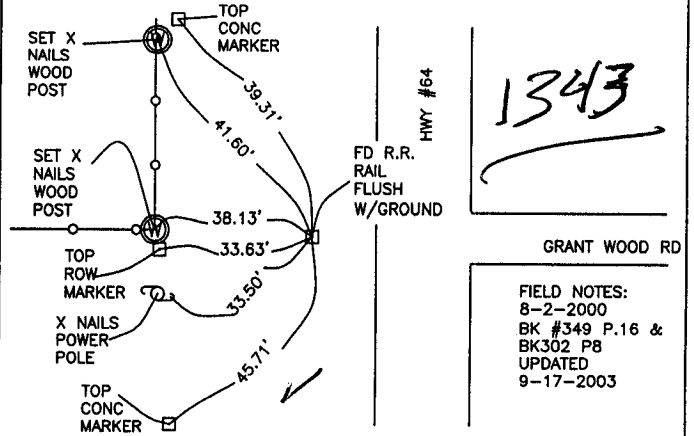 TOP
CONC
MARKER
SET X
NAILS
WOOD
POST
W
39.31'
41.60'
HWY #64
1343
SET X
NAILS
WOOD
POST
W
FD R.R.
RAIL
FLUSH
W/GROUND
38.13'
33.63'
TOP
ROW
MARKER
33.50'
X NAILS
POWER
POLE
45.71'
TOP
CONC
MARKER
GRANT WOOD RD
FIELD NOTES:
8-2-2000
BK #349 P.16 &
BK302 P8
UPDATED
9-17-2003